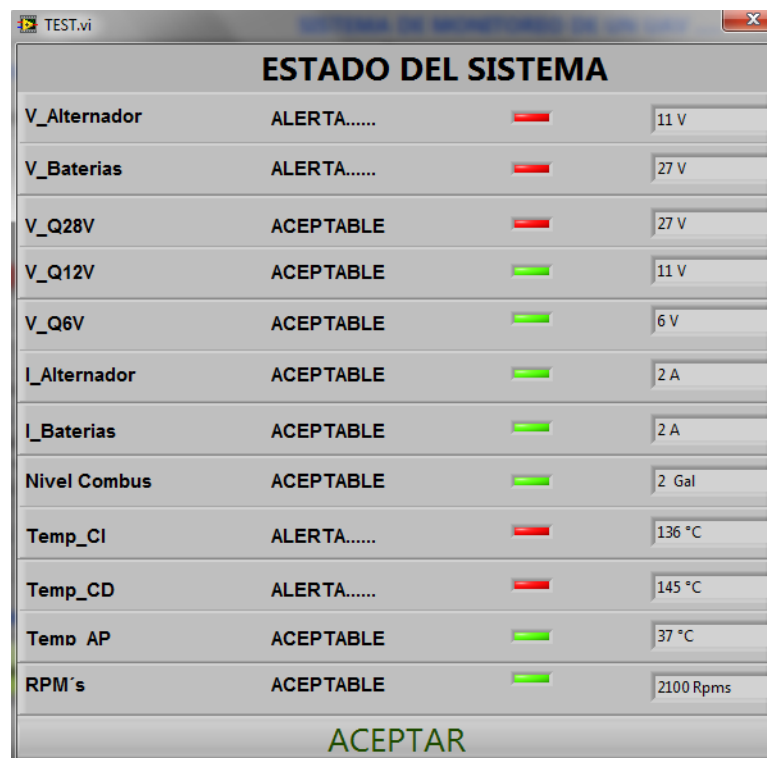 TEST.vi
ESTADO DEL SISTEMA
V_Alternador ALERTA...... 11 V
V_Baterias ALERTA...... 27 V
V_Q28V ACEPTABLE 27 V
V_Q12V ACEPTABLE 11 V
V_Q6V ACEPTABLE 6 V
I_Alternador ACEPTABLE 2 A
I_Baterias ACEPTABLE 2 A
Nivel Combus ACEPTABLE 2 Gal
Temp_CI ALERTA...... 136 °C
Temp_CD ALERTA...... 145 °C
Temp_AP ACEPTABLE 37 °C
RPM´s ACEPTABLE 2100 Rpms
ACEPTAR